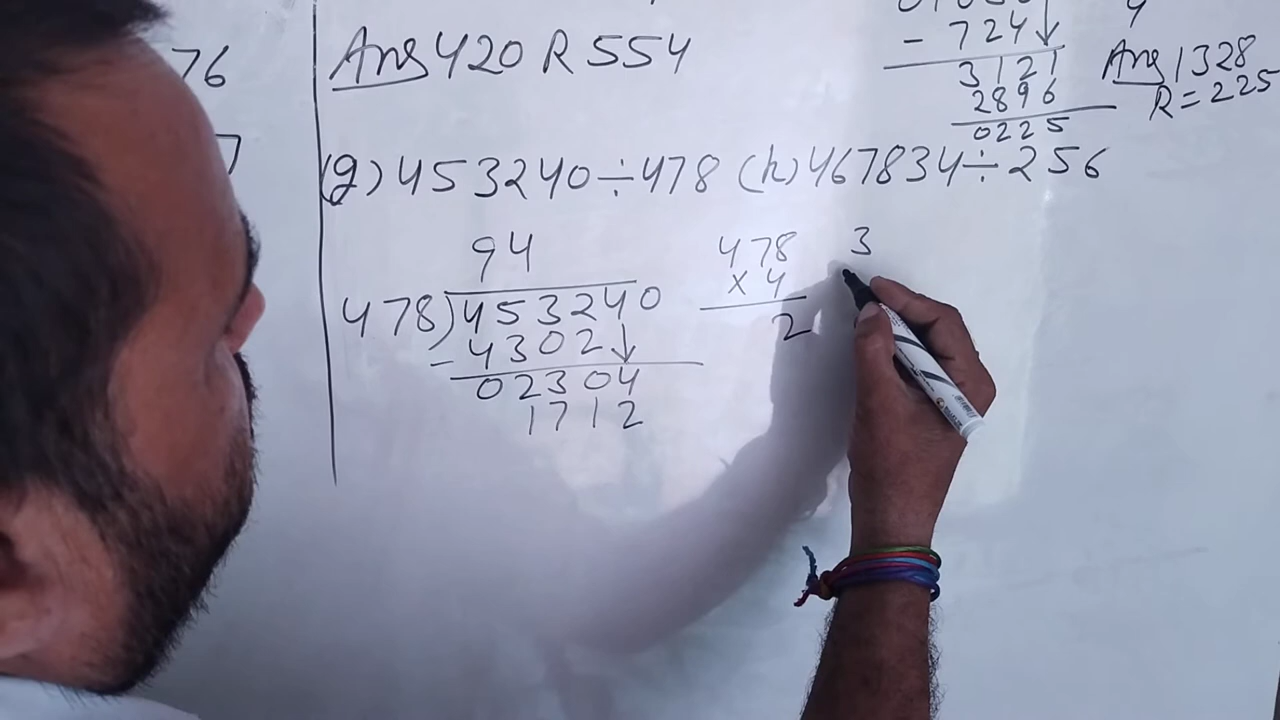 76
7
Ans 420 R 554
- 724
3121
2896
0225
Ans 1328
R = 225
(g) 453240 ÷ 478
94
478)453240
- 4302
02304
1712
478
x 4
2
3
(h) 467834 ÷ 256